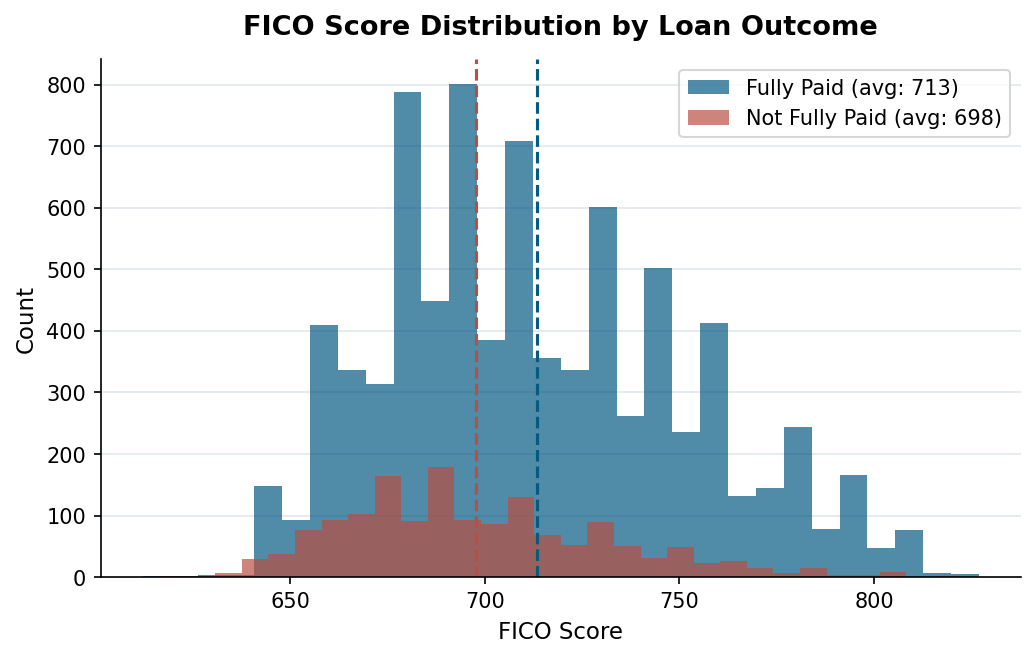 FICO Score Distribution by Loan Outcome
Fully Paid (avg: 713)
Not Fully Paid (avg: 698)
Count
800
700
600
500
400
300
200
100
0
650
700
750
800
FICO Score